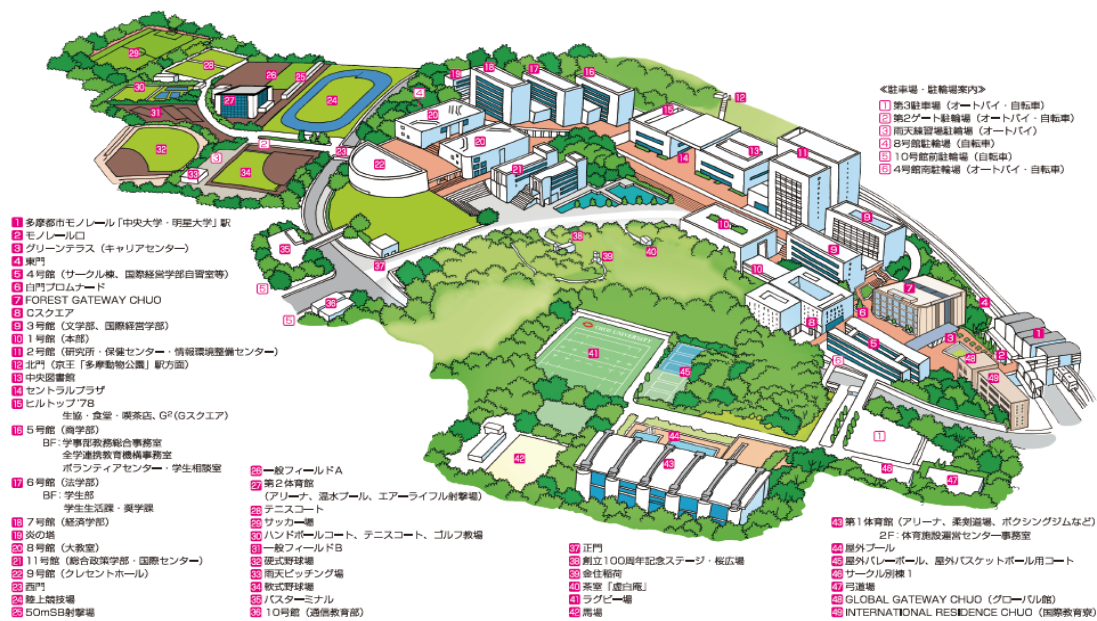 ≪駐車場・駐輪場案内≫
1 第3駐車場（オートバイ・自転車）
2 第2ゲート駐輪場（オートバイ・自転車）
3 雨天練習場駐輪場（オートバイ）
4 8号館駐輪場（自転車）
5 10号館前駐輪場（自転車）
6 4号館南駐輪場（オートバイ・自転車）
1 多摩都市モノレール「中央大学・明星大学」駅
2 モノレール口
3 グリーンテラス（キャリアセンター）
4 東門
5 4号館（サークル棟、国際経営学部自習室等）
6 白門プロムナード
7 FOREST GATEWAY CHUO
8 Cスクエア
9 3号館（文学部、国際経営学部）
10 1号館（本部）
11 2号館（研究所・保健センター・情報環境整備センター）
12 北門（京王「多摩動物公園」駅方面）
13 中央図書館
14 セントラルプラザ
15 ヒルトップ'78
生協・食堂・喫茶店、G²（Gスクエア）
16 5号館（商学部）
BF：学事部教務総合事務室
全学連携教育機構事務室
ボランティアセンター・学生相談室
17 6号館（法学部）
BF：学生部
学生生活課・奨学課
18 7号館（経済学部）
19 炎の塔
20 8号館（大教室）
21 11号館（総合政策学部・国際センター）
22 9号館（クレセントホール）
23 西門
24 陸上競技場
25 50mSB射撃場
26 一般フィールドA
27 第2体育館
（アリーナ、温水プール、エアーライフル射撃場）
28 テニスコート
29 サッカー場
30 ハンドボールコート、テニスコート、ゴルフ教場
31 一般フィールドB
32 硬式野球場
33 雨天ピッチング場
34 軟式野球場
35 バスターミナル
36 10号館（通信教育部）
37 正門
38 創立100周年記念ステージ・桜広場
39 金住稲荷
40 茶室「虚白庵」
41 ラグビー場
42 馬場
43 第1体育館（アリーナ、柔剣道場、ボクシングジムなど）
2F：体育施設運営センター事務室
44 屋外プール
45 屋外バレーボール、屋外バスケットボール用コート
46 サークル別棟1
47 弓道場
48 GLOBAL GATEWAY CHUO（グローバル館）
49 INTERNATIONAL RESIDENCE CHUO（国際教育寮）